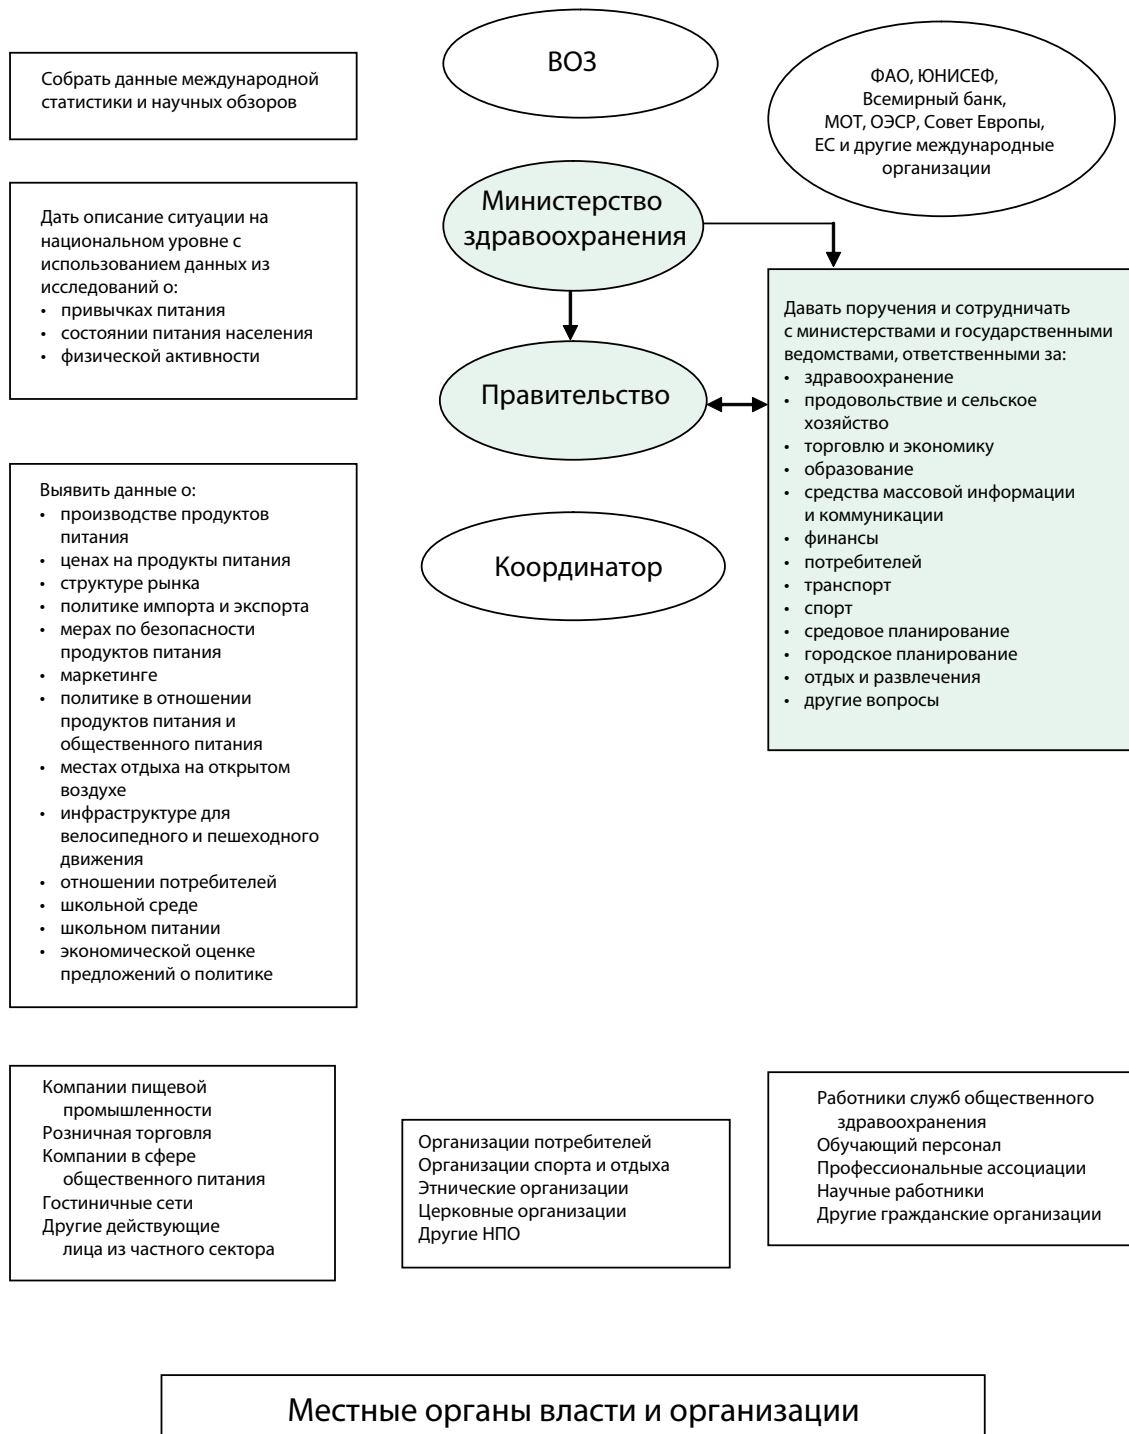 ВОЗ
Собрать данные международной
статистики и научных обзоров
ФАО, ЮНИСЕФ,
Всемирный банк,
МОТ, ОЭСР, Совет Европы,
ЕС и другие международные
организации
Министерство
здравоохранения
Дать описание ситуации на
национальном уровне с
использованием данных из
исследований о:
• привычках питания
• состоянии питания населения
• физической активности
Правительство
Давать поручения и сотрудничать
с министерствами и государственными
ведомствами, ответственными за:
• здравоохранение
• продовольствие и сельское
хозяйство
• торговлю и экономику
• образование
• средства массовой информации
и коммуникации
• финансы
• потребителей
• транспорт
• спорт
• средовое планирование
• городское планирование
• отдых и развлечения
• другие вопросы
Выявить данные о:
• производстве продуктов
питания
• ценах на продукты питания
• структуре рынка
• политике импорта и экспорта
• мерах по безопасности
продуктов питания
• маркетинге
• политике в отношении
продуктов питания и
общественного питания
• местах отдыха на открытом
воздухе
• инфраструктуре для
велосипедного и пешеходного
движения
• отношении потребителей
• школьной среде
• школьном питании
• экономической оценке
предложений о политике
Координатор
Компании пищевой
промышленности
Розничная торговля
Компании в сфере
общественного питания
Гостиничные сети
Другие действующие
лица из частного сектора
Организации потребителей
Организации спорта и отдыха
Этнические организации
Церковные организации
Другие НПО
Работники служб общественного
здравоохранения
Обучающий персонал
Профессиональные ассоциации
Научные работники
Другие гражданские организации
Местные органы власти и организации